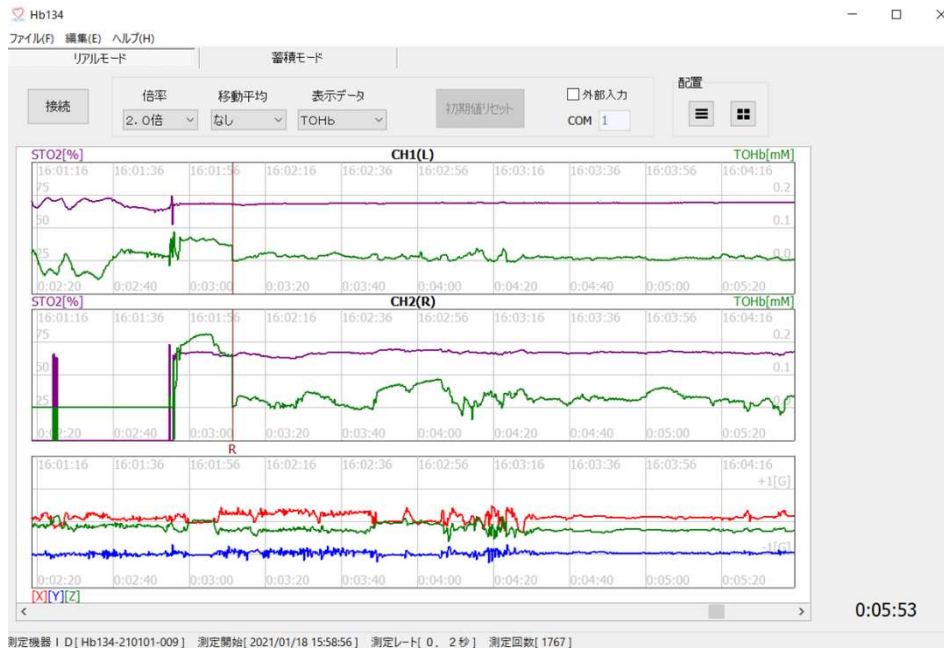 Hb134
ファイル(F) 編集(E) ヘルプ(H)
リアルモード 蓄積モード
接続 倍率 移動平均 表示データ 初期値リセット 外部入力 配置
2.0倍 なし TOHb COM 1
STO2[%] CH1(L) TOHb[mM]
16:01:16 16:01:36 16:01:56 16:02:16 16:02:36 16:02:56 16:03:16 16:03:36 16:03:56 16:04:16
75 0.2
50 0.1
25 0.0
0:02:20 0:02:40 0:03:00 0:03:20 0:03:40 0:04:00 0:04:20 0:04:40 0:05:00 0:05:20
STO2[%] CH2(R) TOHb[mM]
16:01:16 16:01:36 16:01:56 16:02:16 16:02:36 16:02:56 16:03:16 16:03:36 16:03:56 16:04:16
75 0.2
50 0.1
25
0:02:20 0:02:40 0:03:00 0:03:20 0:03:40 0:04:00 0:04:20 0:04:40 0:05:00 0:05:20
R
16:01:16 16:01:36 16:01:56 16:02:16 16:02:36 16:02:56 16:03:16 16:03:36 16:03:56 16:04:16
+1[G]
-1[G]
0:02:20 0:02:40 0:03:00 0:03:20 0:03:40 0:04:00 0:04:20 0:04:40 0:05:00 0:05:20
[X][Y][Z]
0:05:53
測定機器ID[ Hb134-210101-009 ] 測定開始[ 2021/01/18 15:58:56 ] 測定レート[ 0.2秒 ] 測定回数[ 1767 ]